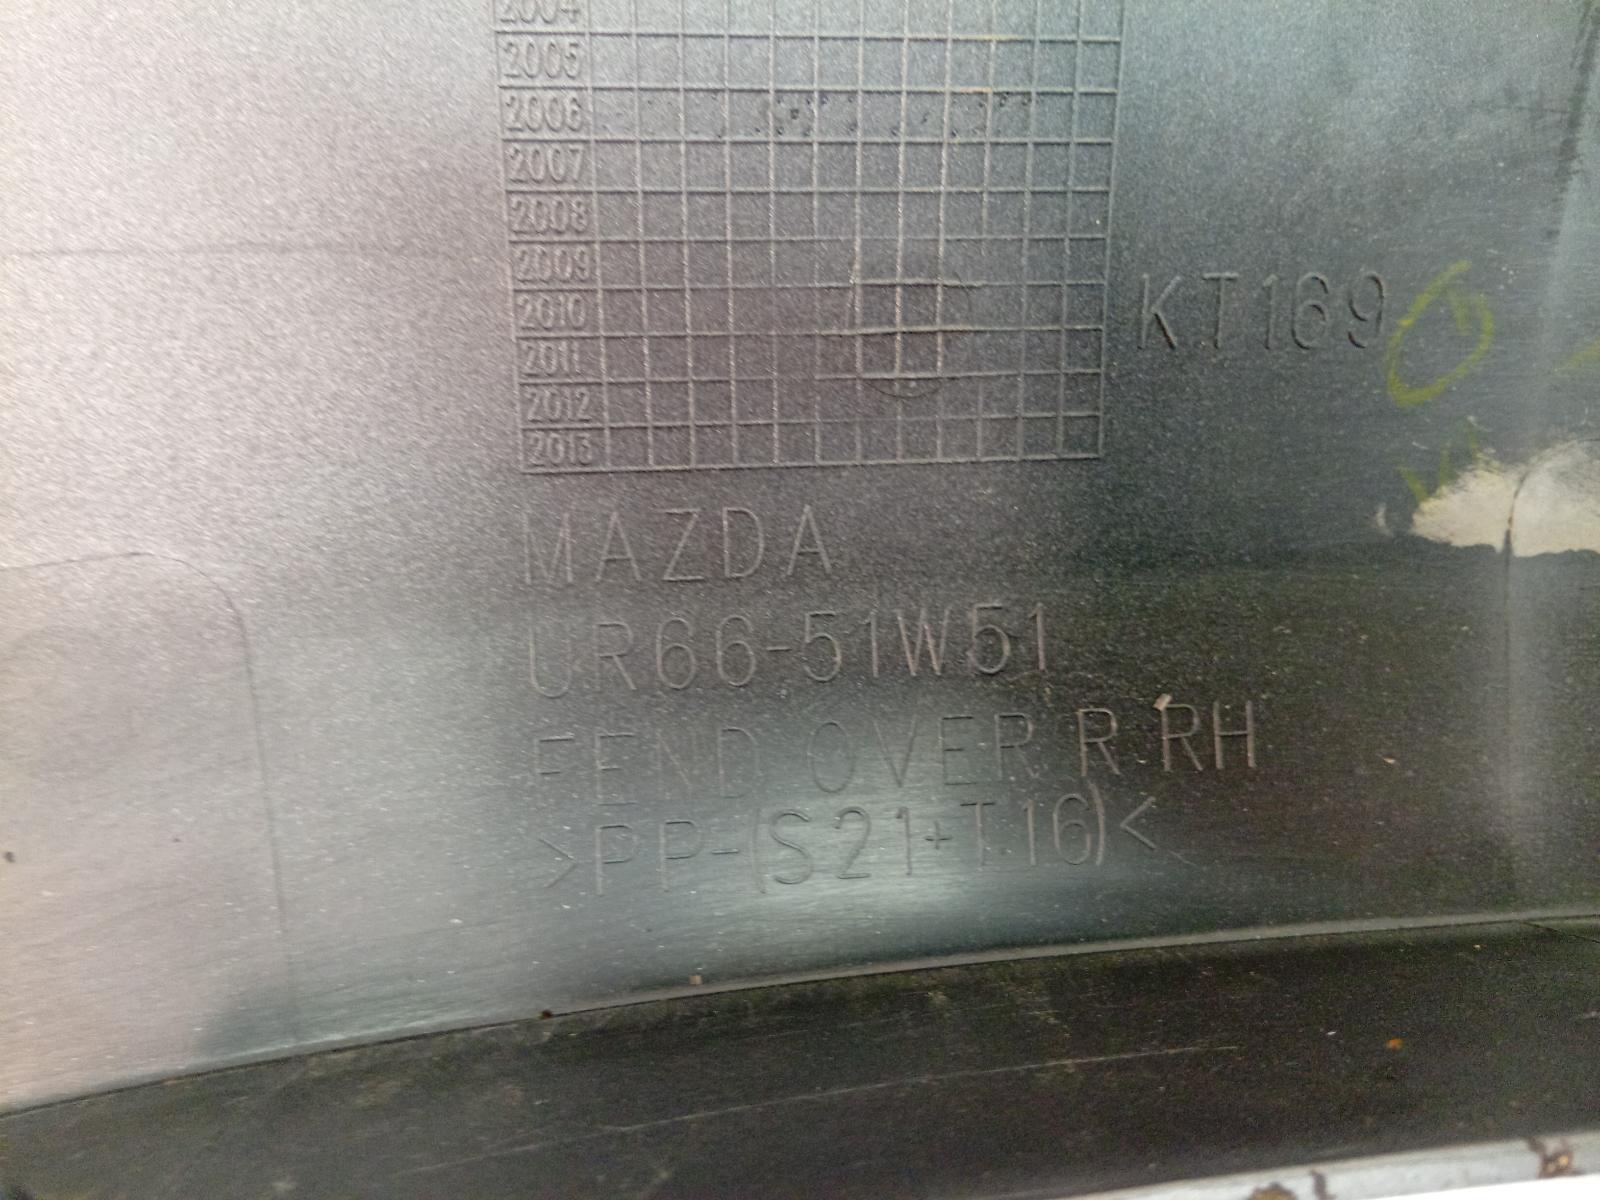 2004
2005
2006
2007
2008
2009
2010
2011
2012
2013
KT169
MAZDA
UR66-51W51
FEND OVER R RH
>PP-(S21+T16)<